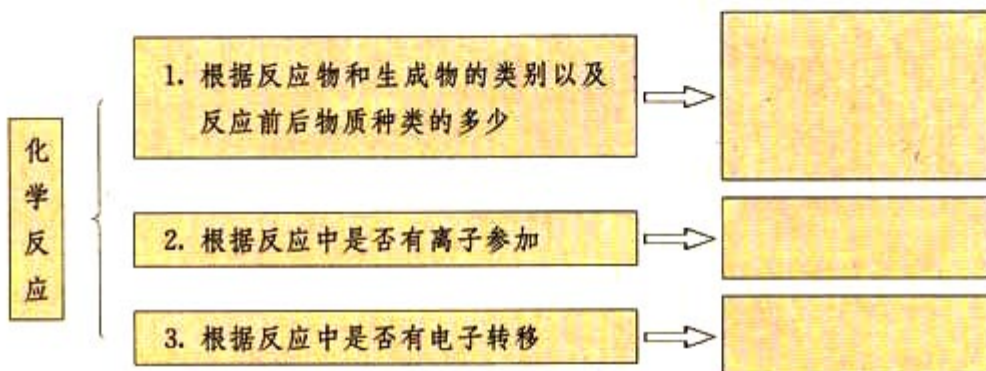 化学反应
1. 根据反应物和生成物的类别以及
反应前后物质种类的多少
2. 根据反应中是否有离子参加
3. 根据反应中是否有电子转移